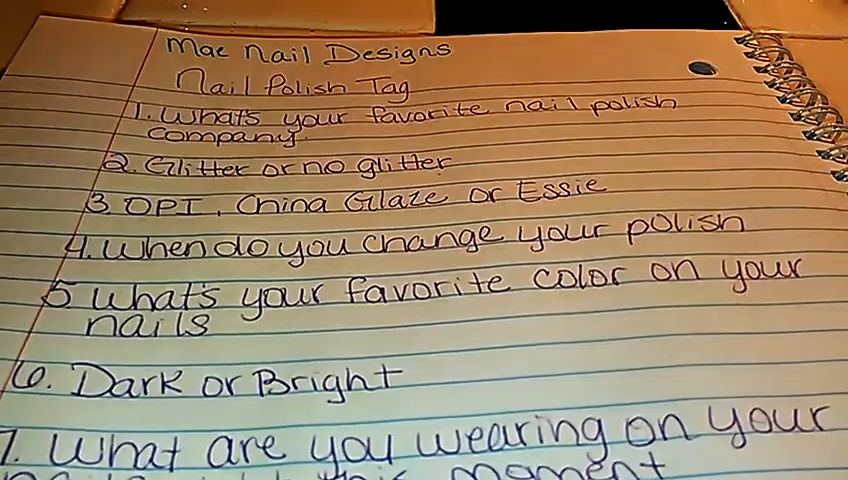 Mae Nail Designs
Nail Polish Tag
1. What's your favorite nail polish
company.
2. Glitter or no glitter
3 OPI, China Glaze or Essie
4. When do you change your polish
5 What's your favorite color on your
nails
6. Dark or Bright
7. What are you wearing on your
this moment